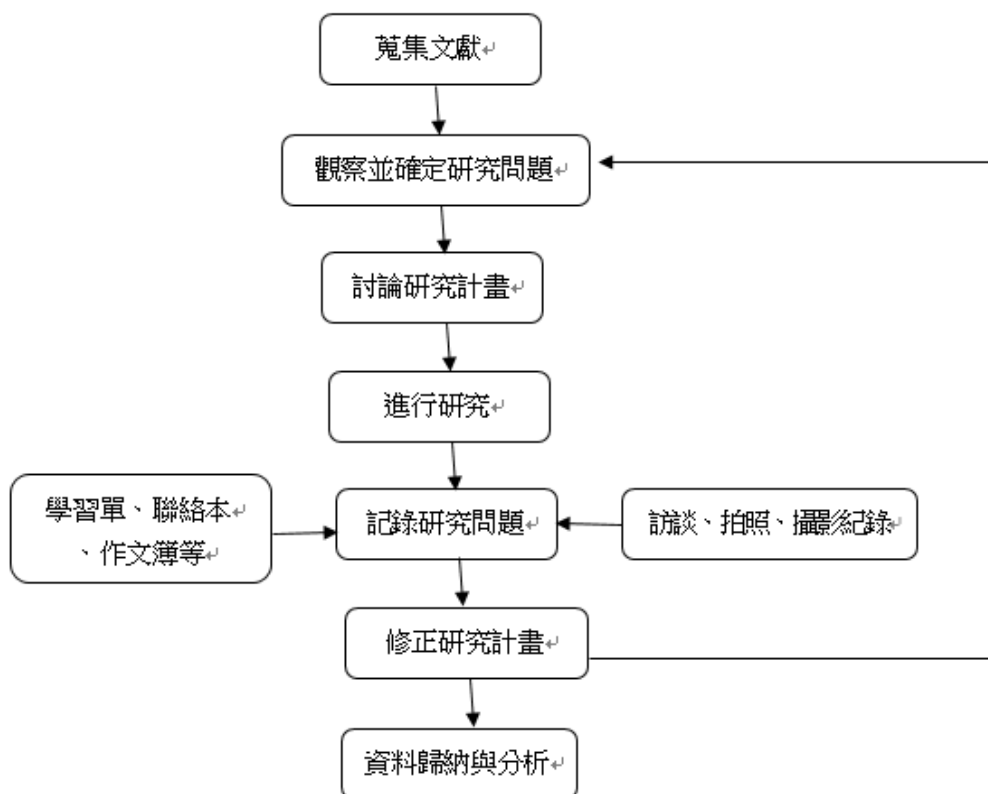 蒐集文獻
觀察並確定研究問題
討論研究計畫
進行研究
學習單、聯絡本
、作文簿等
記錄研究問題
訪談、拍照、攝影紀錄
修正研究計畫
資料歸納與分析